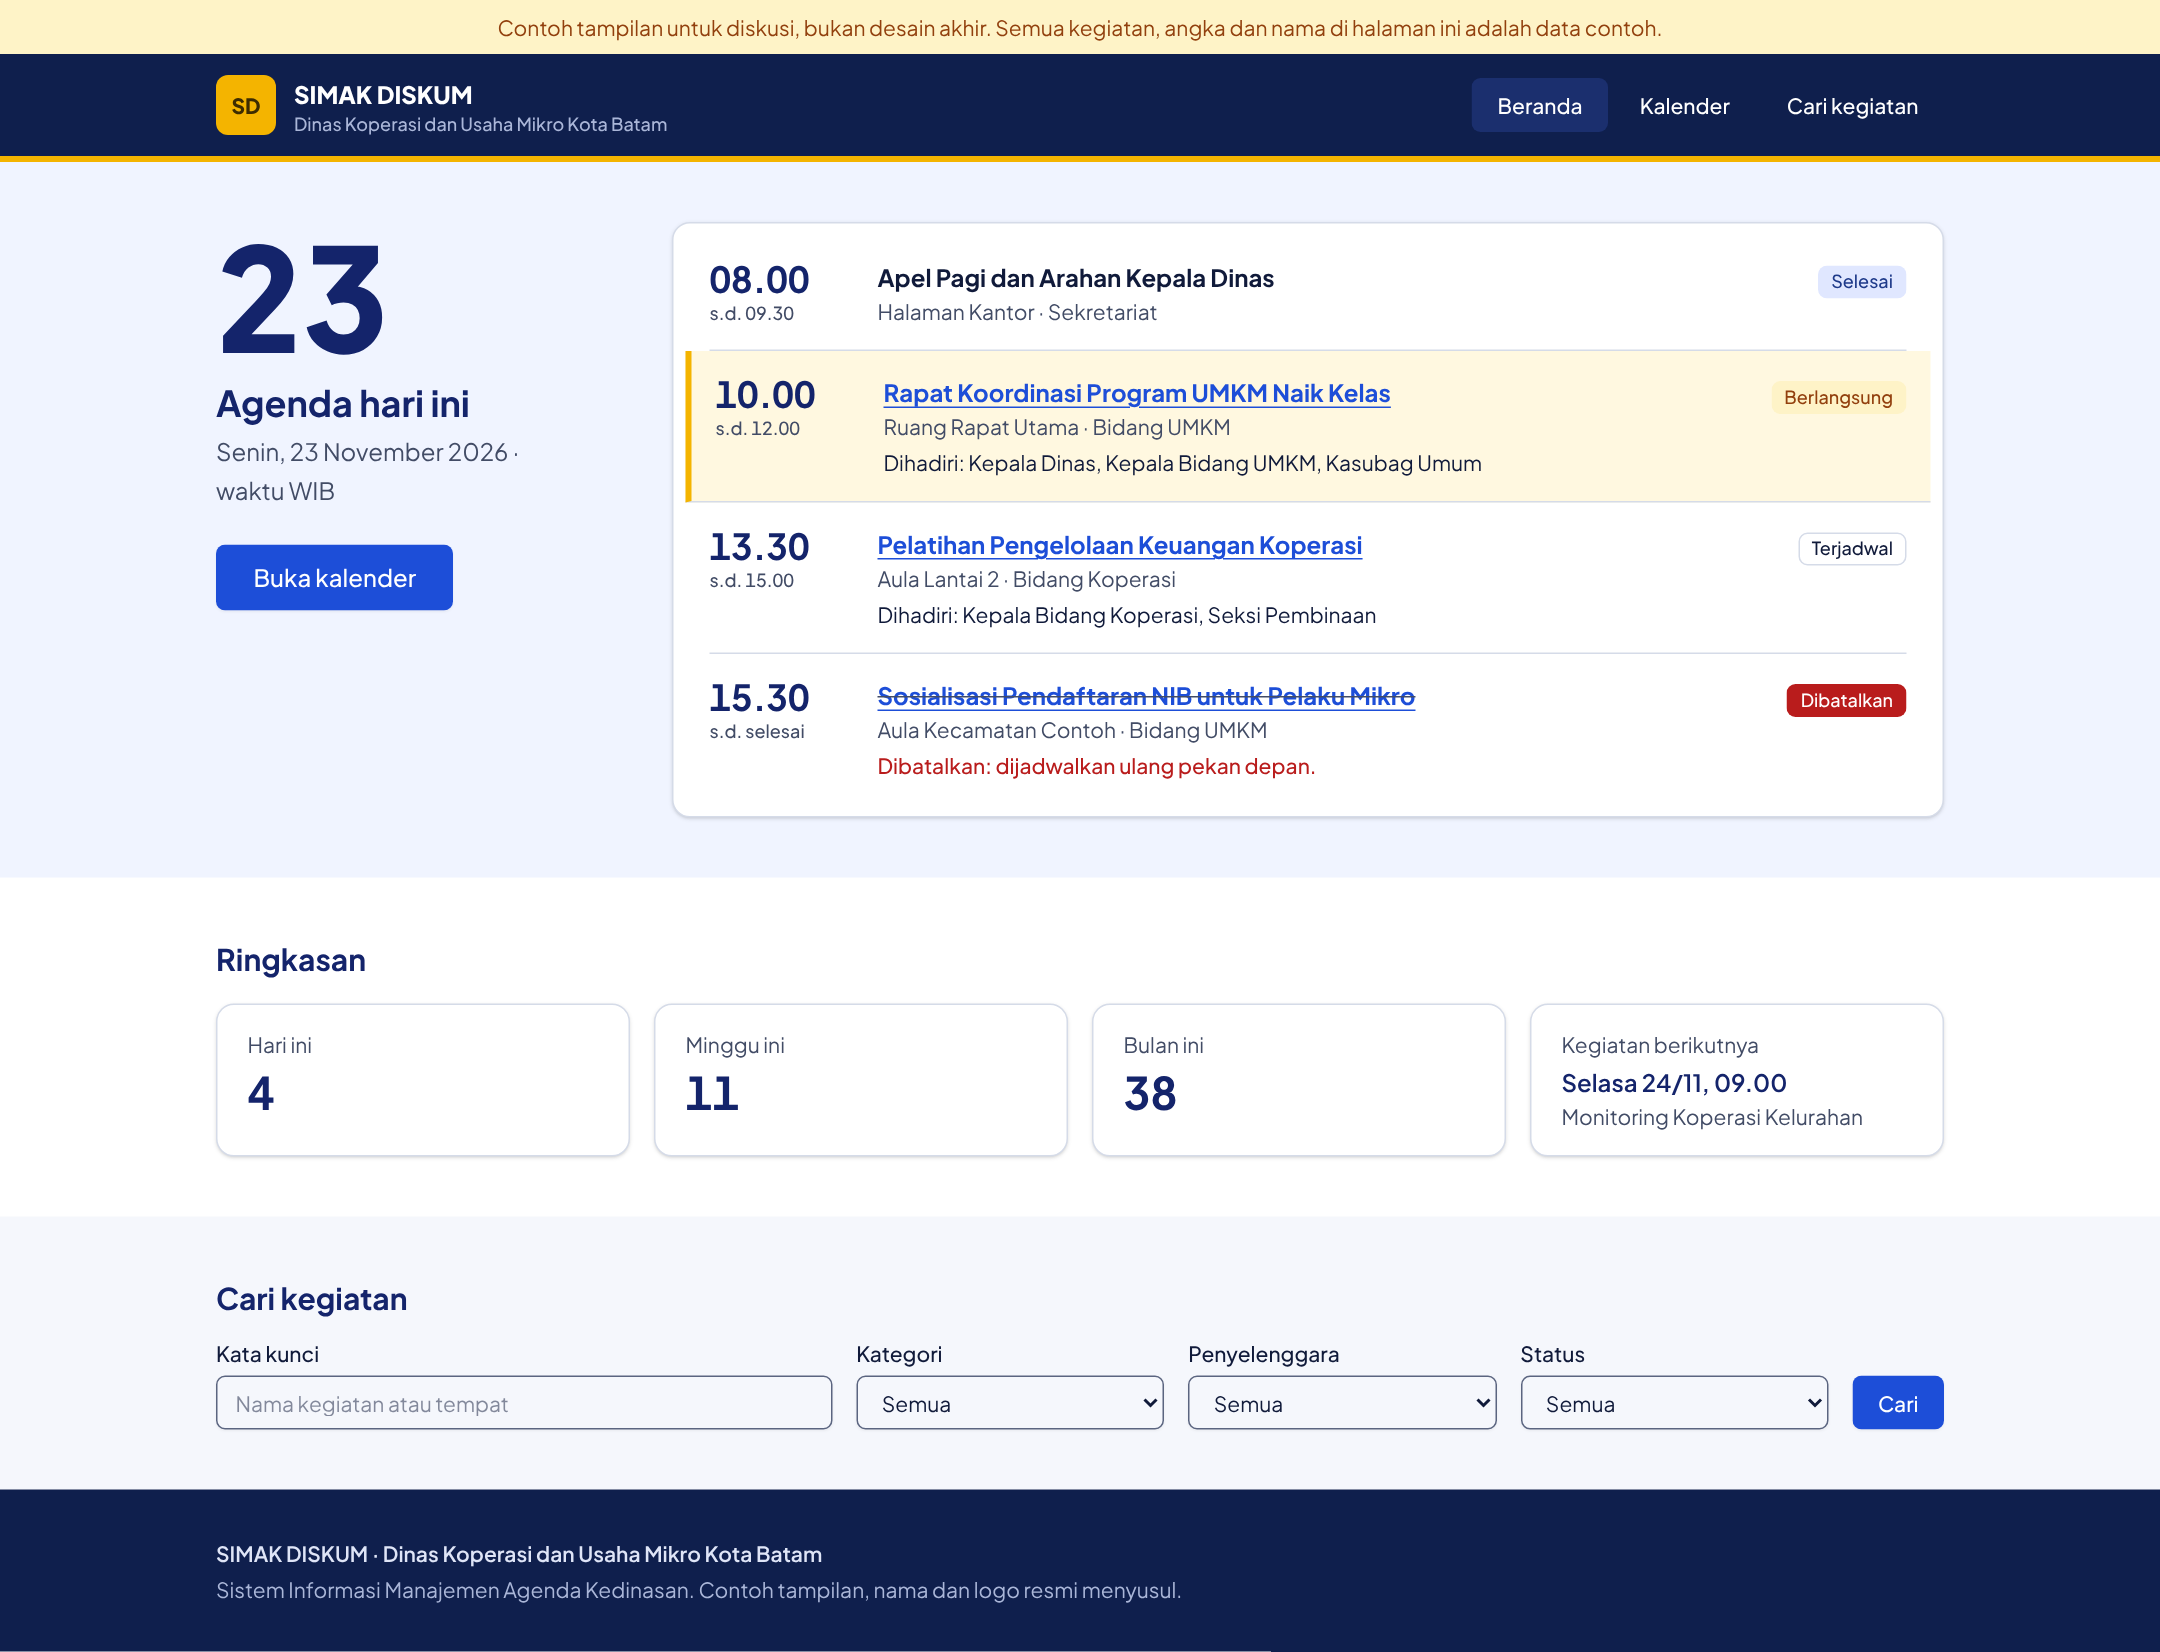 Contoh tampilan untuk diskusi, bukan desain akhir. Semua kegiatan, angka dan nama di halaman ini adalah data contoh.
SD
SIMAK DISKUM
Dinas Koperasi dan Usaha Mikro Kota Batam
Beranda
Kalender
Cari kegiatan
23
Agenda hari ini
Senin, 23 November 2026 ·
waktu WIB
Buka kalender
08.00
s.d. 09.30
Apel Pagi dan Arahan Kepala Dinas
Halaman Kantor · Sekretariat
Selesai
10.00
s.d. 12.00
Rapat Koordinasi Program UMKM Naik Kelas
Ruang Rapat Utama · Bidang UMKM
Dihadiri: Kepala Dinas, Kepala Bidang UMKM, Kasubag Umum
Berlangsung
13.30
s.d. 15.00
Pelatihan Pengelolaan Keuangan Koperasi
Aula Lantai 2 · Bidang Koperasi
Dihadiri: Kepala Bidang Koperasi, Seksi Pembinaan
Terjadwal
15.30
s.d. selesai
Sosialisasi Pendaftaran NIB untuk Pelaku Mikro
Aula Kecamatan Contoh · Bidang UMKM
Dibatalkan: dijadwalkan ulang pekan depan.
Dibatalkan
Ringkasan
Hari ini
4
Minggu ini
11
Bulan ini
38
Kegiatan berikutnya
Selasa 24/11, 09.00
Monitoring Koperasi Kelurahan
Cari kegiatan
Kata kunci
Nama kegiatan atau tempat
Kategori
Semua
Penyelenggara
Semua
Status
Semua
Cari
SIMAK DISKUM · Dinas Koperasi dan Usaha Mikro Kota Batam
Sistem Informasi Manajemen Agenda Kedinasan. Contoh tampilan, nama dan logo resmi menyusul.